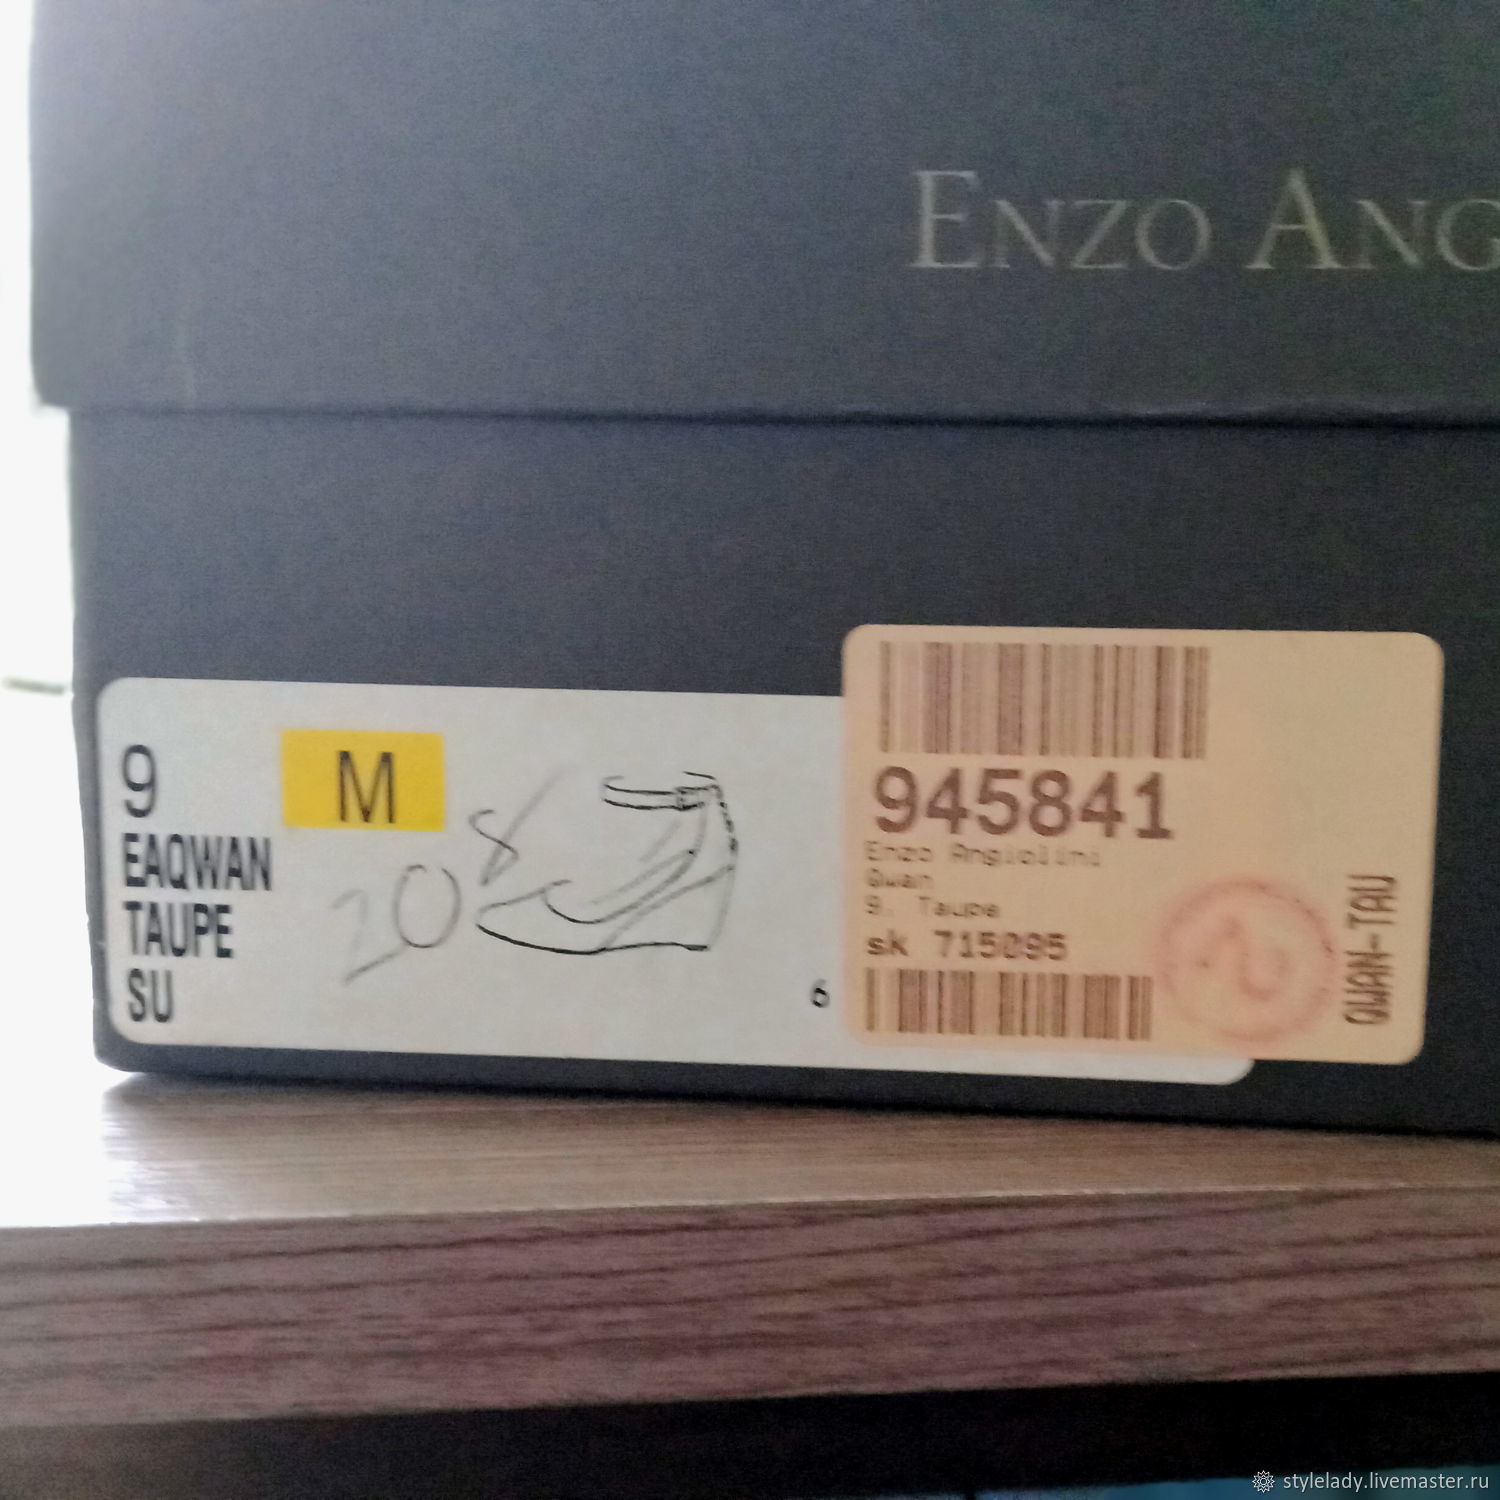 ENZO ANG
9
M
EAQWAN
TAUPE
SU
208
6
945841
Enzo Angiolini
Qwan
9. Taupe
sk 715095
QWAN-TAU
stylelady.livemaster.ru